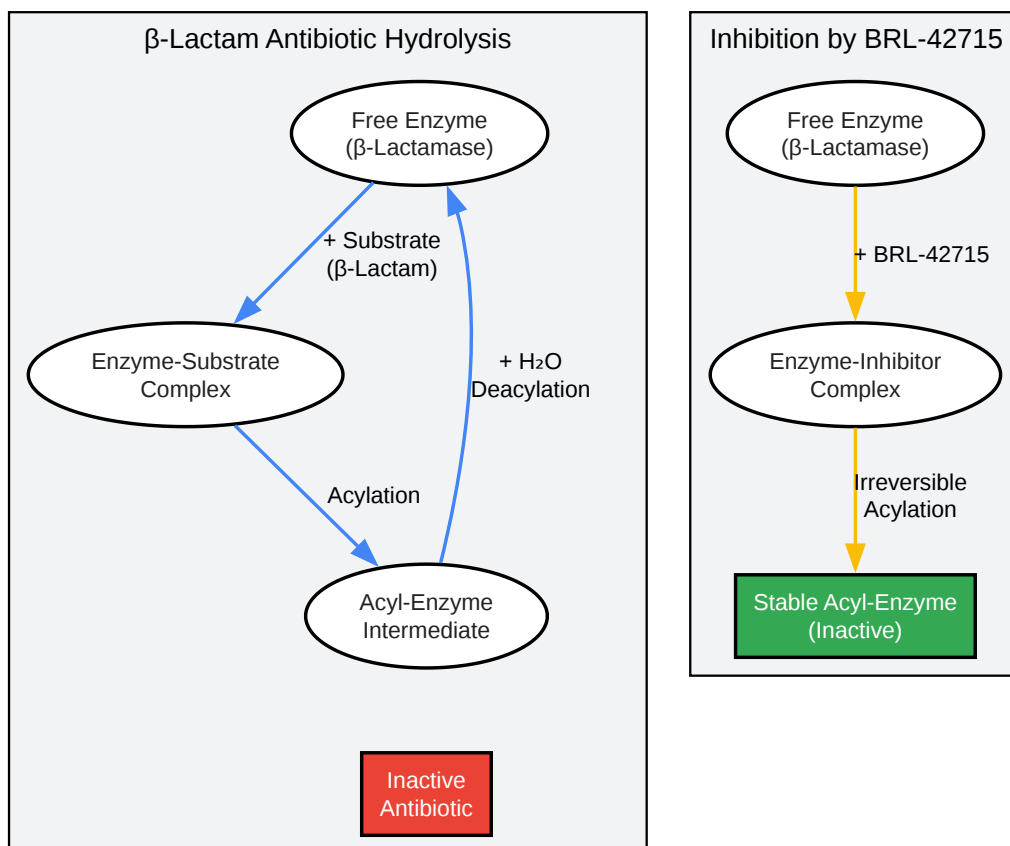 β-Lactam Antibiotic Hydrolysis
Free Enzyme
(β-Lactamase)
+ Substrate
(β-Lactam)
Enzyme-Substrate
Complex
+ H₂O
Deacylation
Acylation
Acyl-Enzyme
Intermediate
Inactive
Antibiotic
Inhibition by BRL-42715
Free Enzyme
(β-Lactamase)
+ BRL-42715
Enzyme-Inhibitor
Complex
Irreversible
Acylation
Stable Acyl-Enzyme
(Inactive)